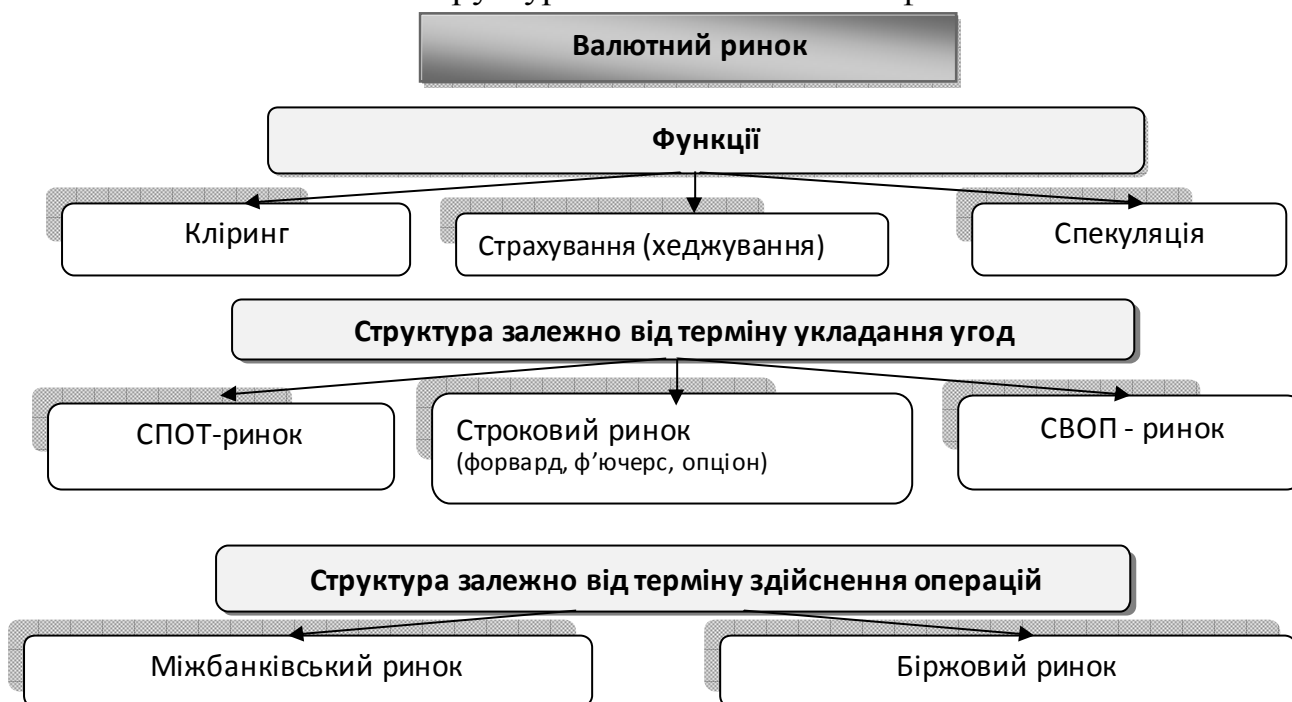 Валютний ринок
Функції
Кліринг
Страхування (хеджування)
Спекуляція
Структура залежно від терміну укладання угод
СПОТ-ринок
Строковий ринок
(форвард, ф’ючерс, опціон)
СВОП - ринок
Структура залежно від терміну здійснення операцій
Міжбанківський ринок
Біржовий ринок